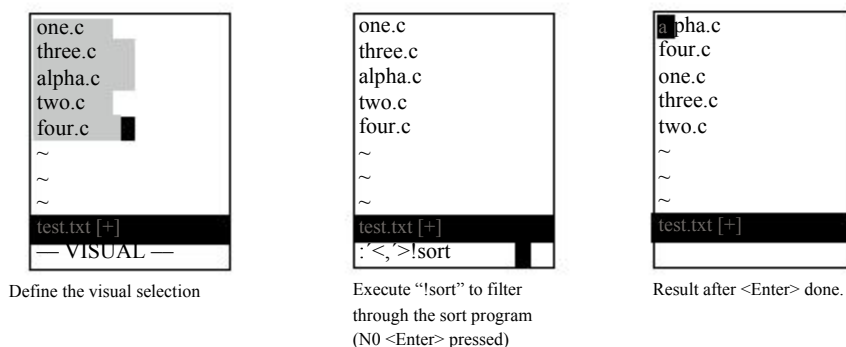 one.c
three.c
alpha.c
two.c
four.c
~
~
~
test.txt [+]
— VISUAL —
Define the visual selection
one.c
three.c
alpha.c
two.c
four.c
~
~
~
test.txt [+]
:´<,´>!sort
Execute “!sort” to filter
through the sort program
(N0 <Enter> pressed)
alpha.c
four.c
one.c
three.c
two.c
~
~
~
test.txt [+]
Result after <Enter> done.